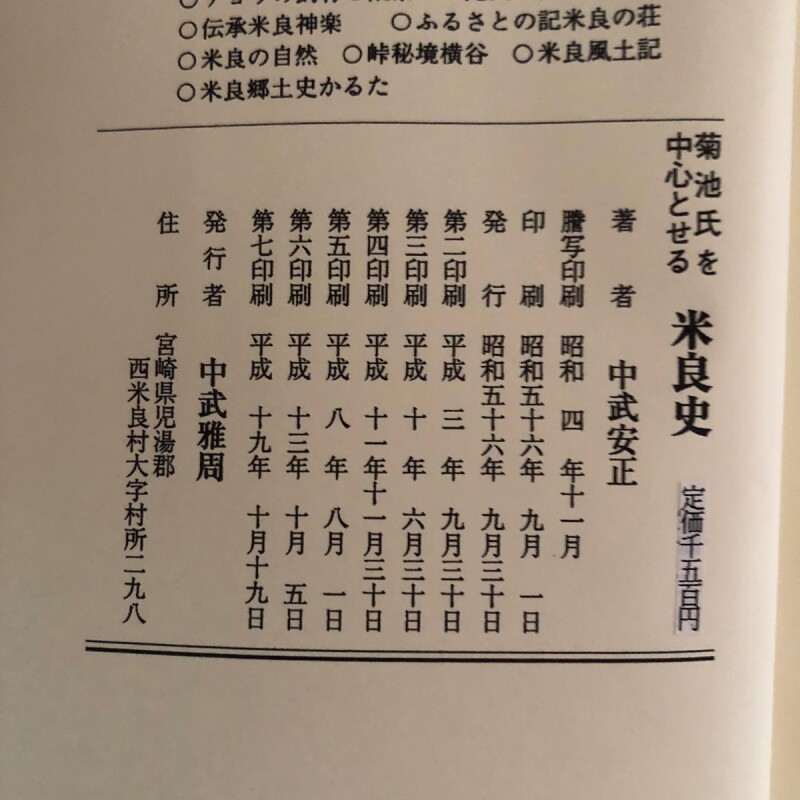 ○伝承米良神楽 ○ふるさとの記米良の荘
○米良の自然 ○峠秘境横谷 ○米良風土記
○米良郷土史かるた
菊池氏を
中心とせる
米良史 定価千五百円
著者 中武安正
謄写印刷 昭和四年十一月
印刷 昭和五十六年九月一日
発行 昭和五十六年九月三十日
第二印刷 平成三年九月三十日
第三印刷 平成十年六月三十日
第四印刷 平成十一年十一月三十日
第五印刷 平成八年八月一日
第六印刷 平成十三年十月五日
第七印刷 平成十九年十月十九日
発行者 中武雅周
住所 宮崎県児湯郡
西米良村大字村所二九八